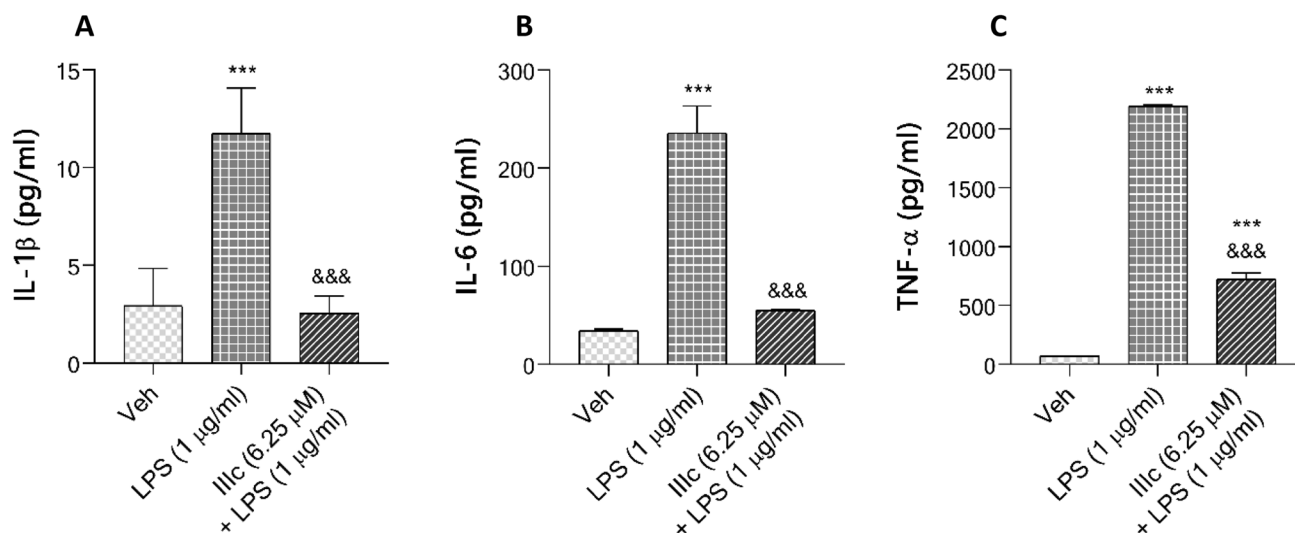 A
IL-1β (pg/ml)
15
10
5
0
***
&&&
Veh
LPS (1 μg/ml)
IIIc (6.25 μM)
+ LPS (1 μg/ml)
B
IL-6 (pg/ml)
300
200
100
0
***
&&&
Veh
LPS (1 μg/ml)
IIIc (6.25 μM)
+ LPS (1 μg/ml)
C
TNF-α (pg/ml)
2500
2000
1500
1000
500
0
***
***
&&&
Veh
LPS (1 μg/ml)
IIIc (6.25 μM)
+ LPS (1 μg/ml)